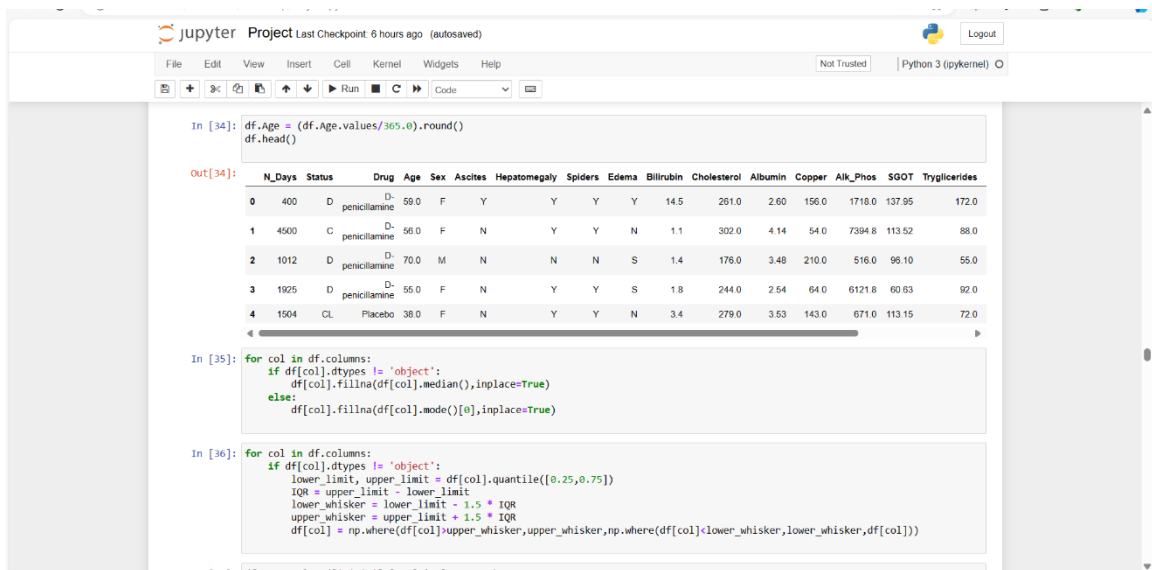 jupyter Project Last Checkpoint: 6 hours ago (autosaved)
Logout
File Edit View Insert Cell Kernel Widgets Help
Not Trusted
Python 3 (ipykernel)
Run
Code
In [34]: df.Age = (df.Age.values/365.0).round()
df.head()
Out[34]:
N_Days Status Drug Age Sex Ascites Hepatomegaly Spiders Edema Bilirubin Cholesterol Albumin Copper Alk_Phos SGOT Tryglicerides
0 400 D D-penicillamine 59.0 F Y Y Y Y 14.5 261.0 2.60 156.0 1718.0 137.95 172.0
1 4500 C D-penicillamine 56.0 F N Y Y N 1.1 302.0 4.14 54.0 7394.8 113.52 88.0
2 1012 D D-penicillamine 70.0 M N N N S 1.4 176.0 3.48 210.0 516.0 96.10 55.0
3 1925 D D-penicillamine 55.0 F N Y Y S 1.8 244.0 2.54 64.0 6121.8 60.63 92.0
4 1504 CL Placebo 38.0 F N Y Y N 3.4 279.0 3.53 143.0 671.0 113.15 72.0
In [35]: for col in df.columns:
if df[col].dtypes != 'object':
df[col].fillna(df[col].median(),inplace=True)
else:
df[col].fillna(df[col].mode()[0],inplace=True)
In [36]: for col in df.columns:
if df[col].dtypes != 'object':
lower_limit, upper_limit = df[col].quantile([0.25,0.75])
IQR = upper_limit - lower_limit
lower_whisker = lower_limit - 1.5 * IQR
upper_whisker = upper_limit + 1.5 * IQR
df[col] = np.where(df[col]>upper_whisker,upper_whisker,np.where(df[col]<lower_whisker,lower_whisker,df[col]))